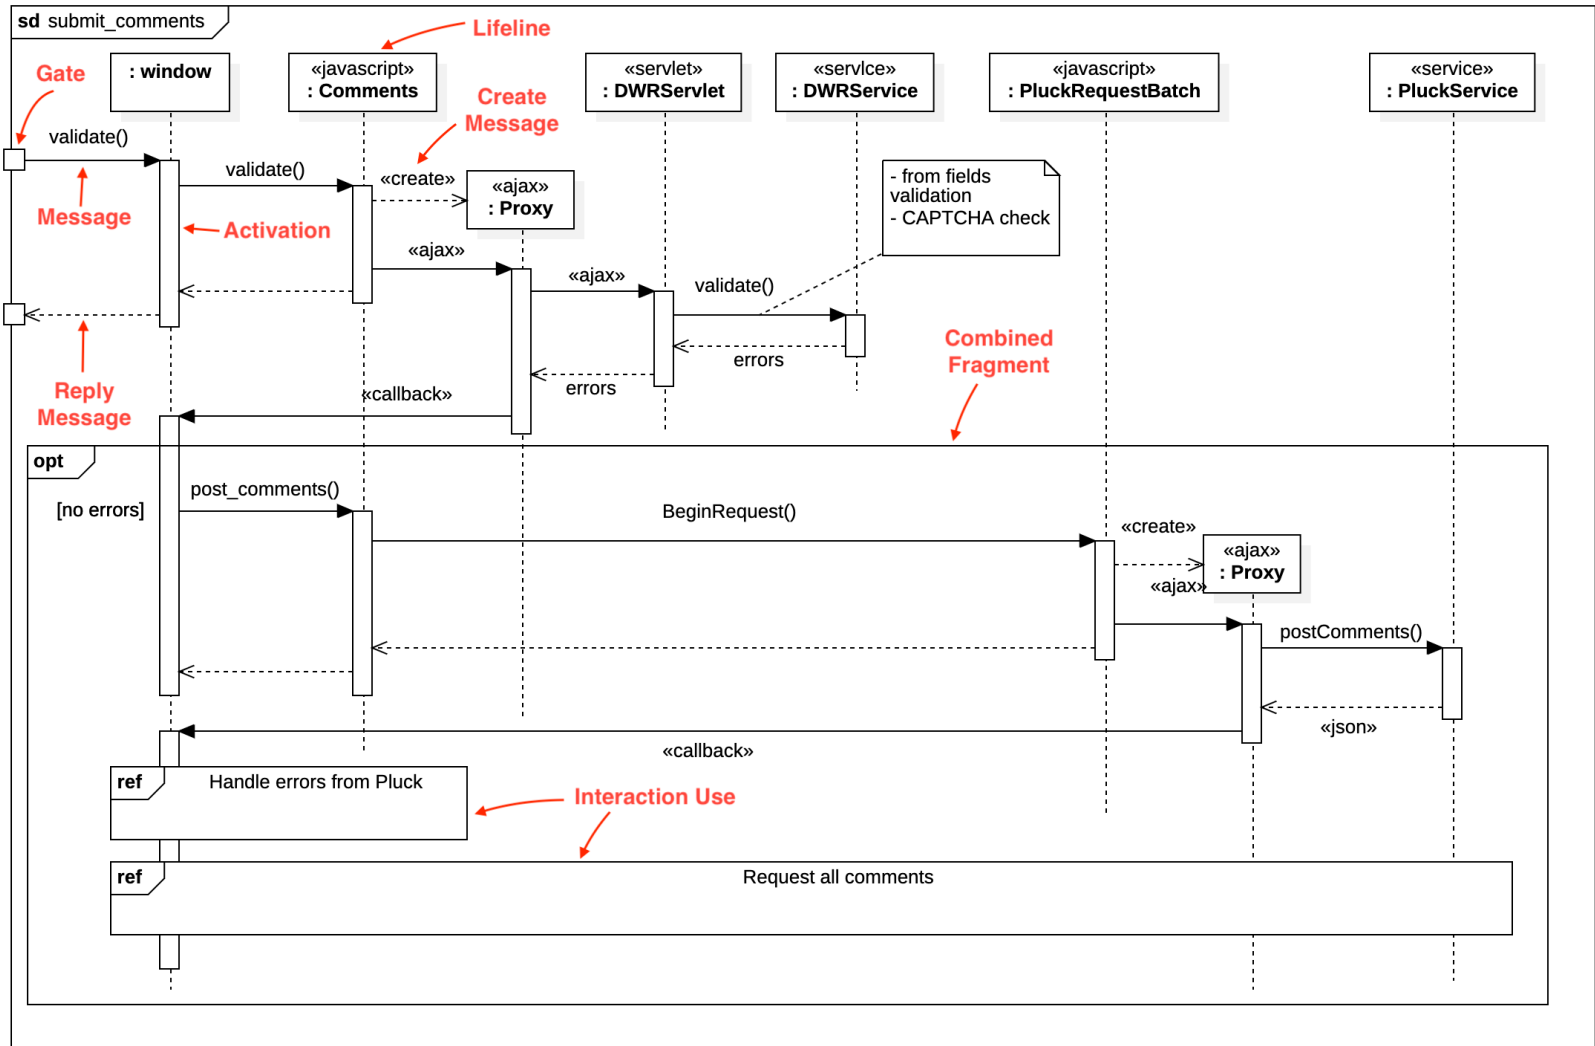 sd submit_comments
Lifeline
Gate
: window
«javascript»
: Comments
Create
Message
«servlet»
: DWRServlet
«servlce»
: DWRService
«javascript»
: PluckRequestBatch
«service»
: PluckService
validate()
validate()
«create»
«ajax»
: Proxy
- from fields
validation
- CAPTCHA check
Message
Activation
«ajax»
«ajax»
validate()
errors
errors
Combined
Fragment
Reply
Message
«callback»
opt
[no errors]
post_comments()
BeginRequest()
«create»
«ajax»
: Proxy
«ajax»
postComments()
«json»
«callback»
ref
Handle errors from Pluck
Interaction Use
ref
Request all comments